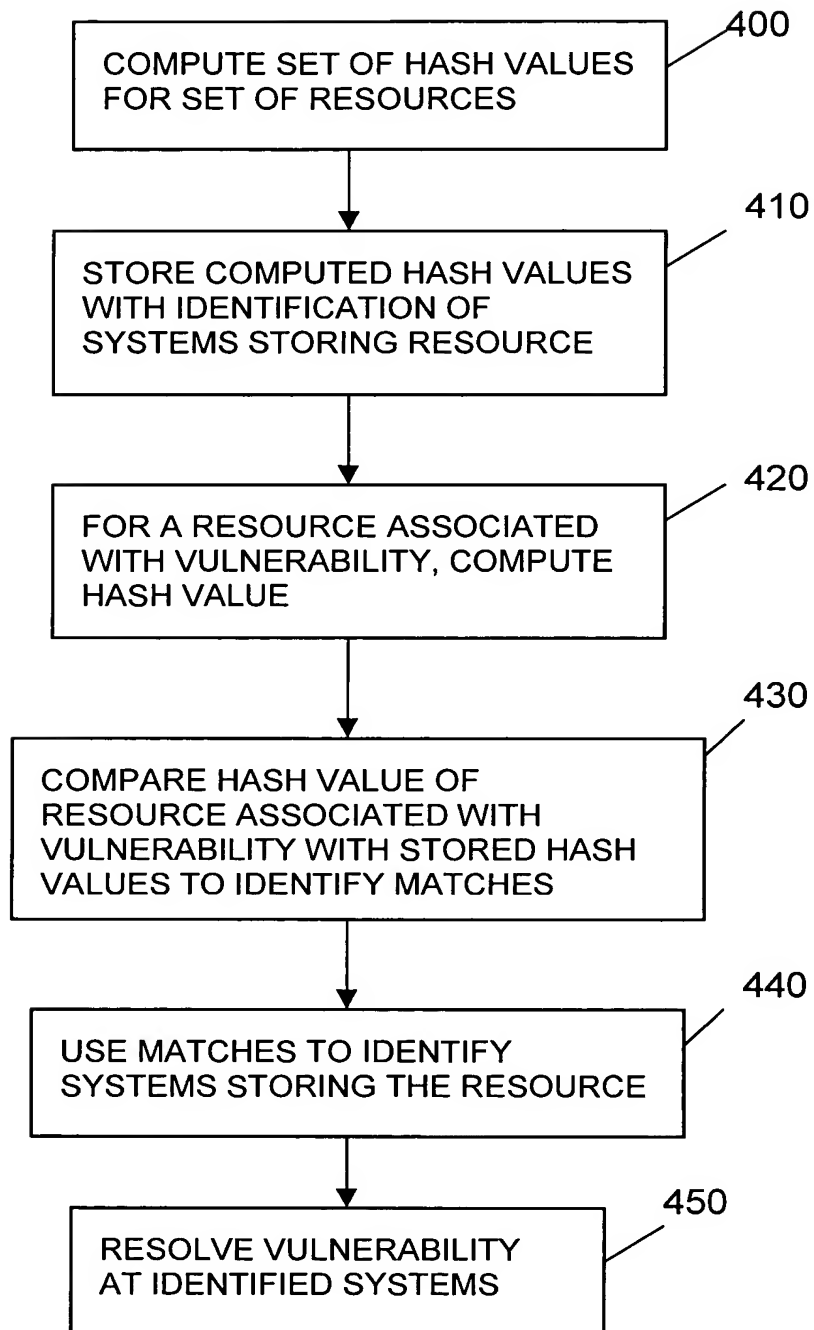 400
COMPUTE SET OF HASH VALUES
FOR SET OF RESOURCES
410
STORE COMPUTED HASH VALUES
WITH IDENTIFICATION OF
SYSTEMS STORING RESOURCE
420
FOR A RESOURCE ASSOCIATED
WITH VULNERABILITY, COMPUTE
HASH VALUE
430
COMPARE HASH VALUE OF
RESOURCE ASSOCIATED WITH
VULNERABILITY WITH STORED HASH
VALUES TO IDENTIFY MATCHES
440
USE MATCHES TO IDENTIFY
SYSTEMS STORING THE RESOURCE
450
RESOLVE VULNERABILITY
AT IDENTIFIED SYSTEMS